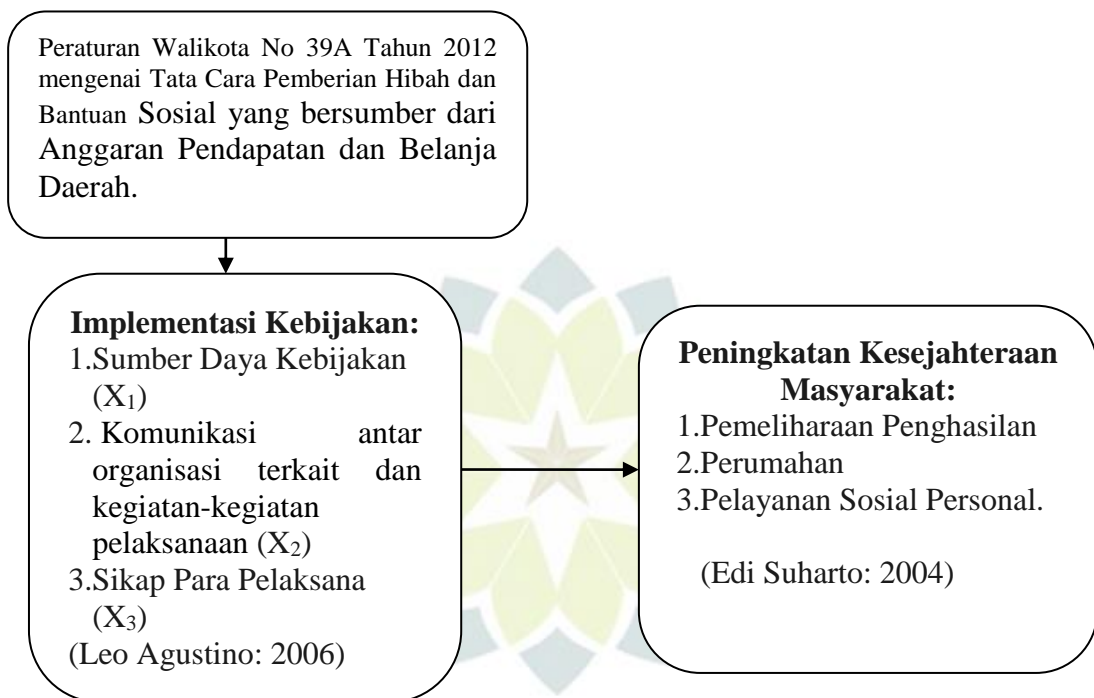 Peraturan Walikota No 39A Tahun 2012
mengenai Tata Cara Pemberian Hibah dan
Bantuan Sosial yang bersumber dari
Anggaran Pendapatan dan Belanja
Daerah.
Implementasi Kebijakan:
1.Sumber Daya Kebijakan
(X₁)
2. Komunikasi antar
organisasi terkait dan
kegiatan-kegiatan
pelaksanaan (X₂)
3.Sikap Para Pelaksana
(X₃)
(Leo Agustino: 2006)
Peningkatan Kesejahteraan
Masyarakat:
1.Pemeliharaan Penghasilan
2.Perumahan
3.Pelayanan Sosial Personal.
(Edi Suharto: 2004)